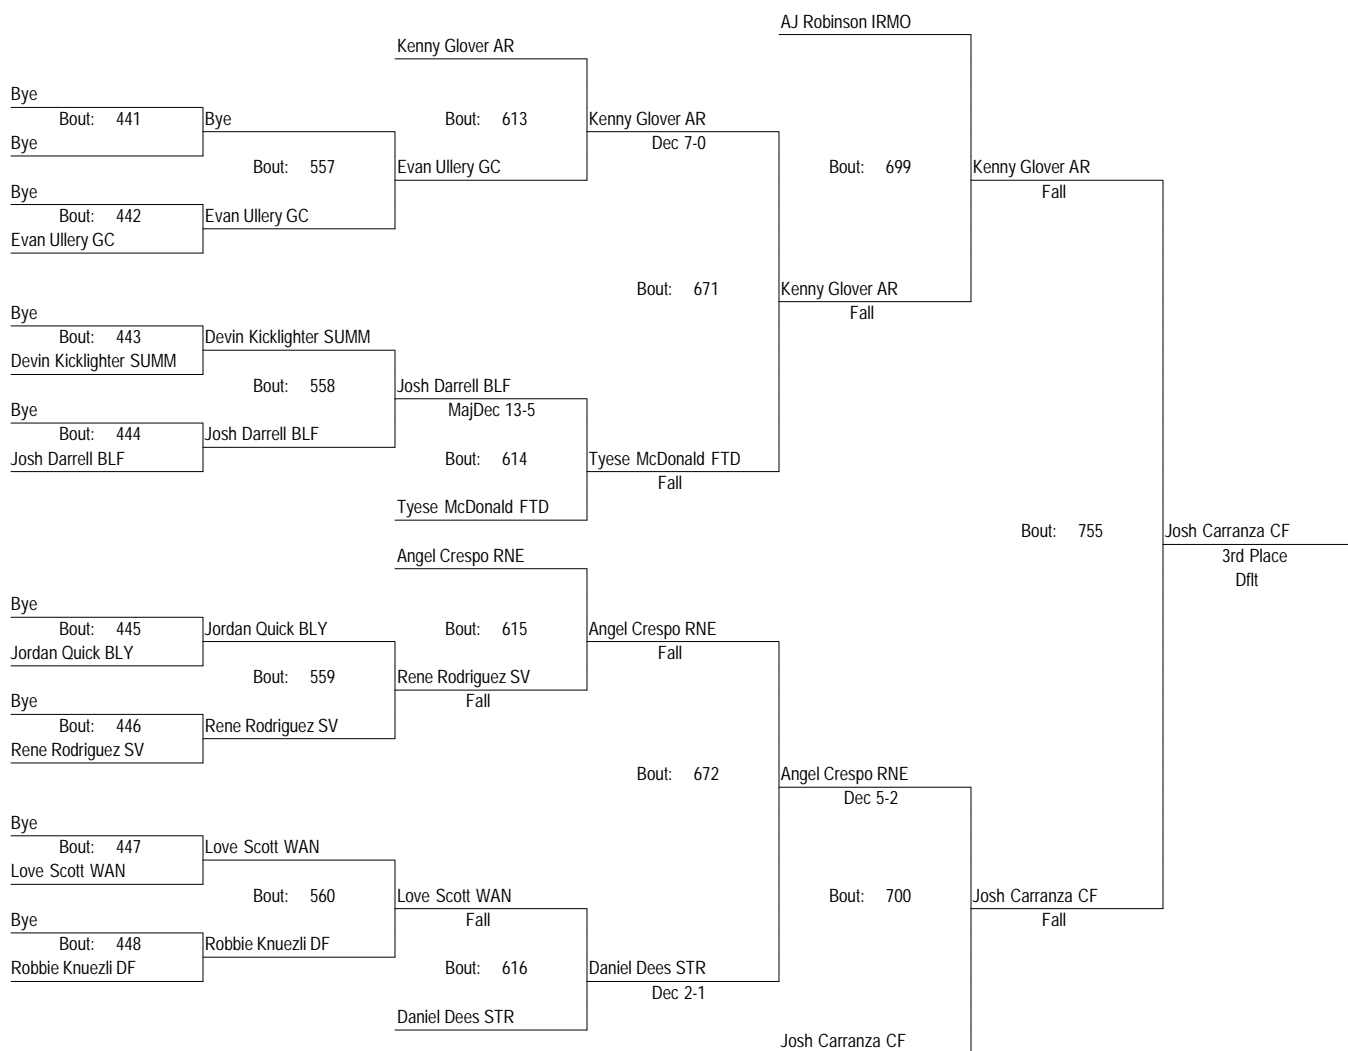 AJ Robinson IRMO
Kenny Glover AR
Bye
Bout: 441 Bye Bout: 613 Kenny Glover AR
Bye Dec 7-0
Bout: 557 Evan Ullery GC Bout: 699 Kenny Glover AR
Bye Fall
Bout: 442 Evan Ullery GC
Evan Ullery GC
Bout: 671 Kenny Glover AR
Bye Fall
Bout: 443 Devin Kicklighter SUMM
Devin Kicklighter SUMM
Bout: 558 Josh Darrell BLF
Bye MajDec 13-5
Bout: 444 Josh Darrell BLF
Josh Darrell BLF Bout: 614 Tyese McDonald FTD
Fall
Tyese McDonald FTD
Bout: 755 Josh Carranza CF
Angel Crespo RNE 3rd Place
Dflt
Bye
Bout: 445 Jordan Quick BLY Bout: 615 Angel Crespo RNE
Jordan Quick BLY Fall
Bout: 559 Rene Rodriguez SV
Bye Fall
Bout: 446 Rene Rodriguez SV
Rene Rodriguez SV
Bout: 672 Angel Crespo RNE
Dec 5-2
Bye
Bout: 447 Love Scott WAN
Love Scott WAN
Bout: 560 Love Scott WAN Bout: 700 Josh Carranza CF
Bye Fall Fall
Bout: 448 Robbie Knuezli DF
Robbie Knuezli DF Bout: 616 Daniel Dees STR
Dec 2-1
Daniel Dees STR
Josh Carranza CF